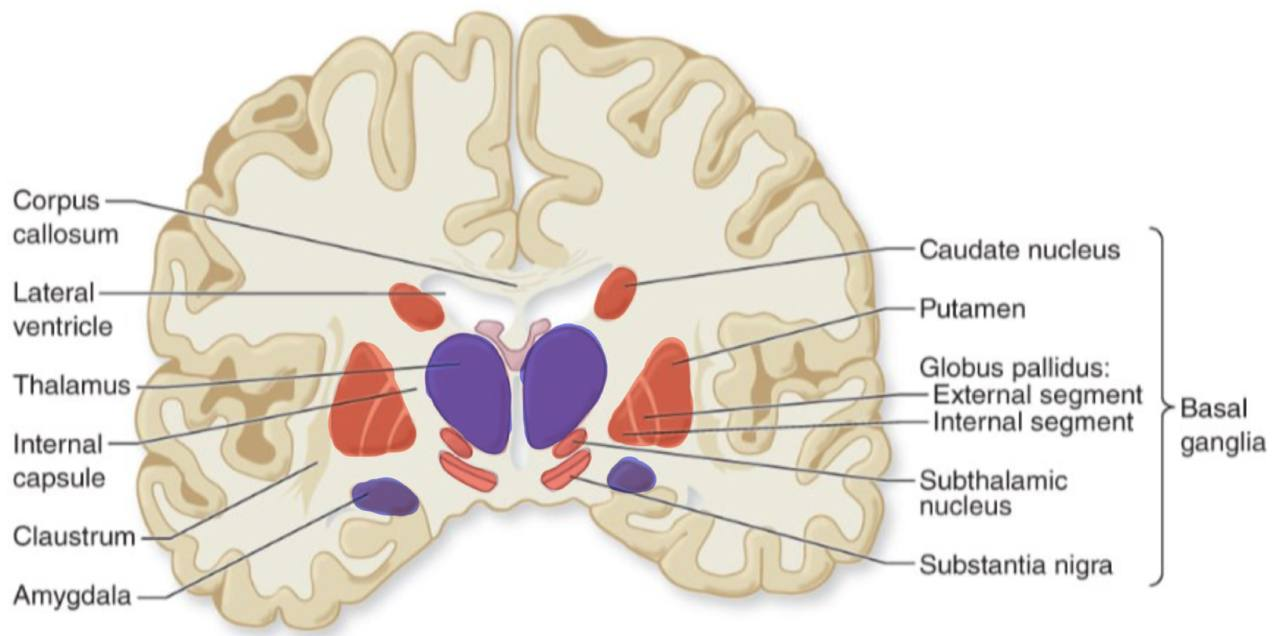 Corpus
callosum
Lateral
ventricle
Thalamus
Internal
capsule
Claustrum
Amygdala
Caudate nucleus
Putamen
Globus pallidus:
External segment
Internal segment
Subthalamic
nucleus
Substantia nigra
Basal
ganglia